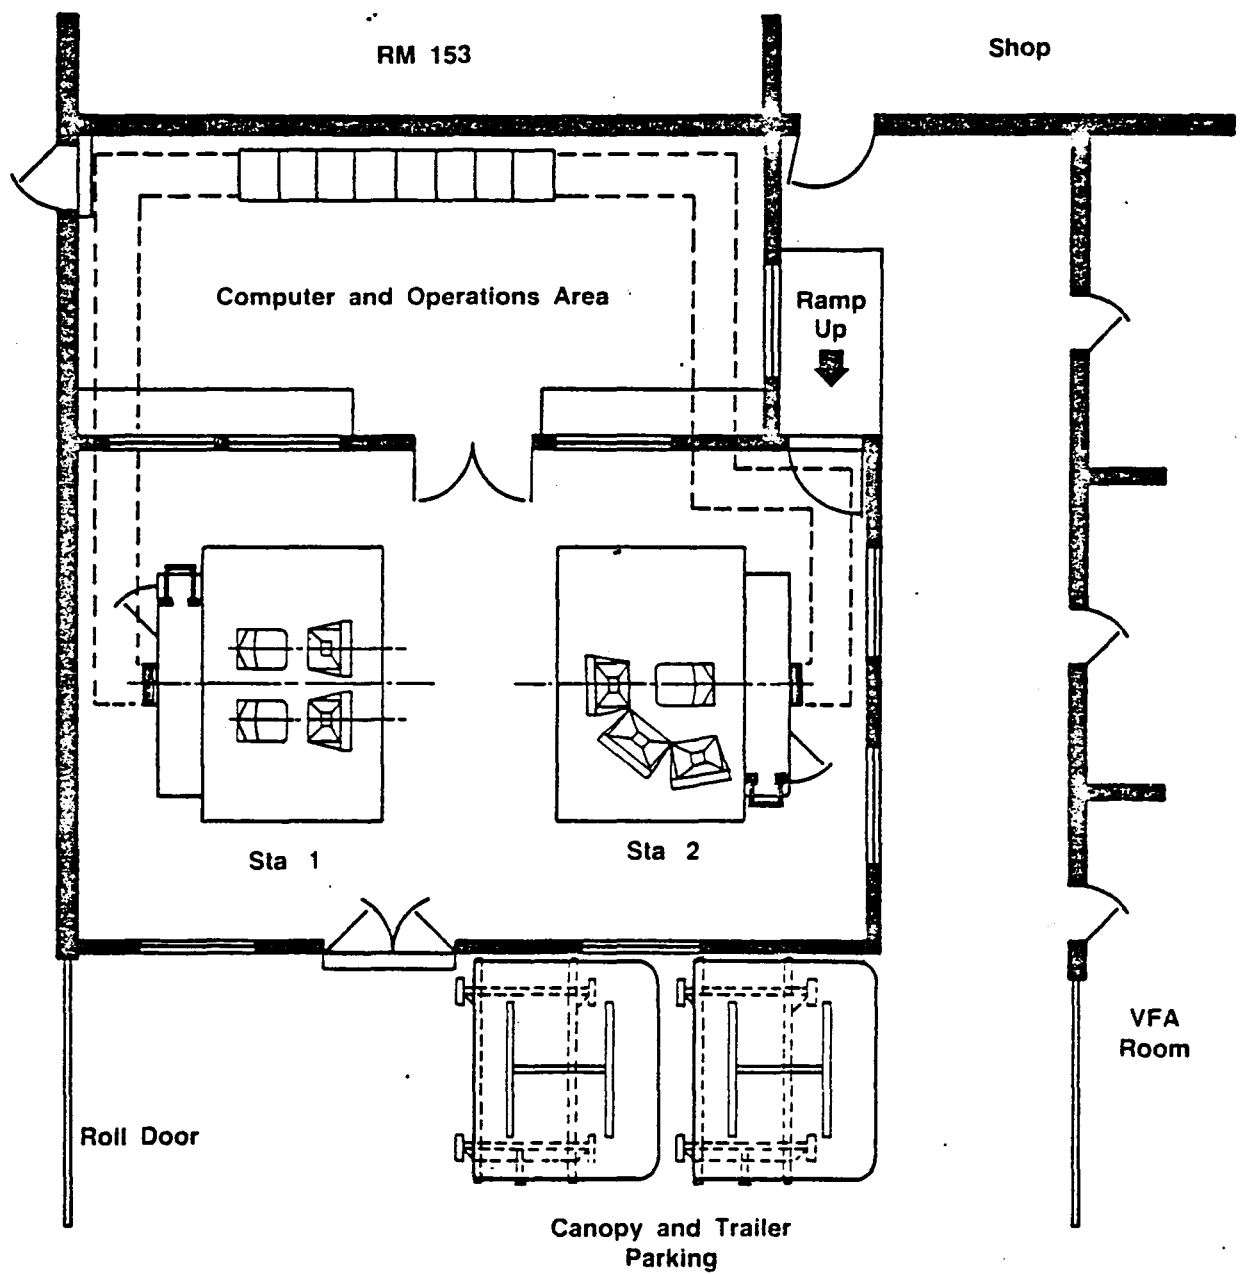 RM 153
Shop
Computer and Operations Area
Ramp
Up
Sta 1
Sta 2
VFA
Room
Roll Door
Canopy and Trailer
Parking